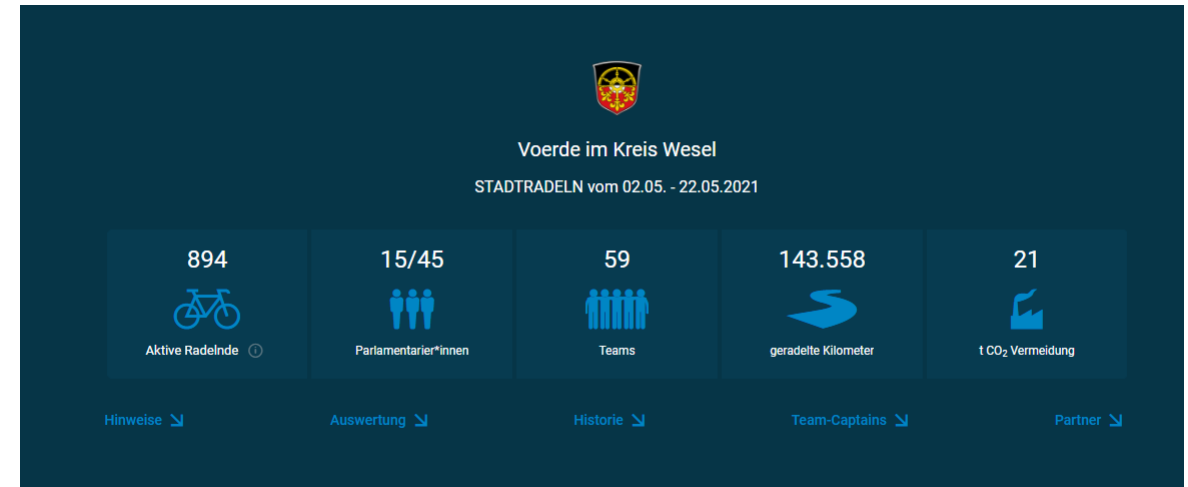 Voerde im Kreis Wesel
STADTRADELN vom 02.05. - 22.05.2021
894
15/45
59
143.558
21
Aktive Radelnde
Parlamentarier*innen
Teams
geradelte Kilometer
t CO₂ Vermeidung
Hinweise
Auswertung
Historie
Team-Captains
Partner